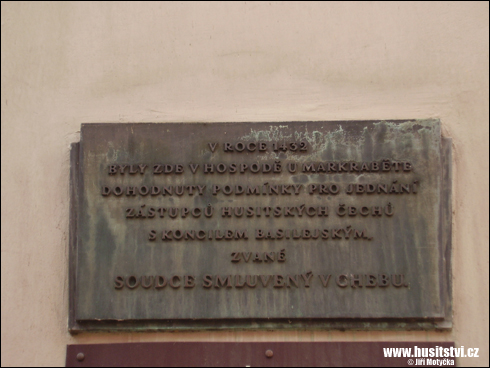 V ROCE 1432
BYLY ZDE V HOSPODĚ U MARKRABĚTE
DOHODNUTY PODMÍNKY PRO JEDNÁNÍ
ZÁSTUPCŮ HUSITSKÝCH ČECHŮ
S KONCILEM BASILEJSKÝM,
ZVANÉ
SOUDCE SMLUVENÝ V CHEBU.
www.husitstvi.cz
© Jiří Motyčka